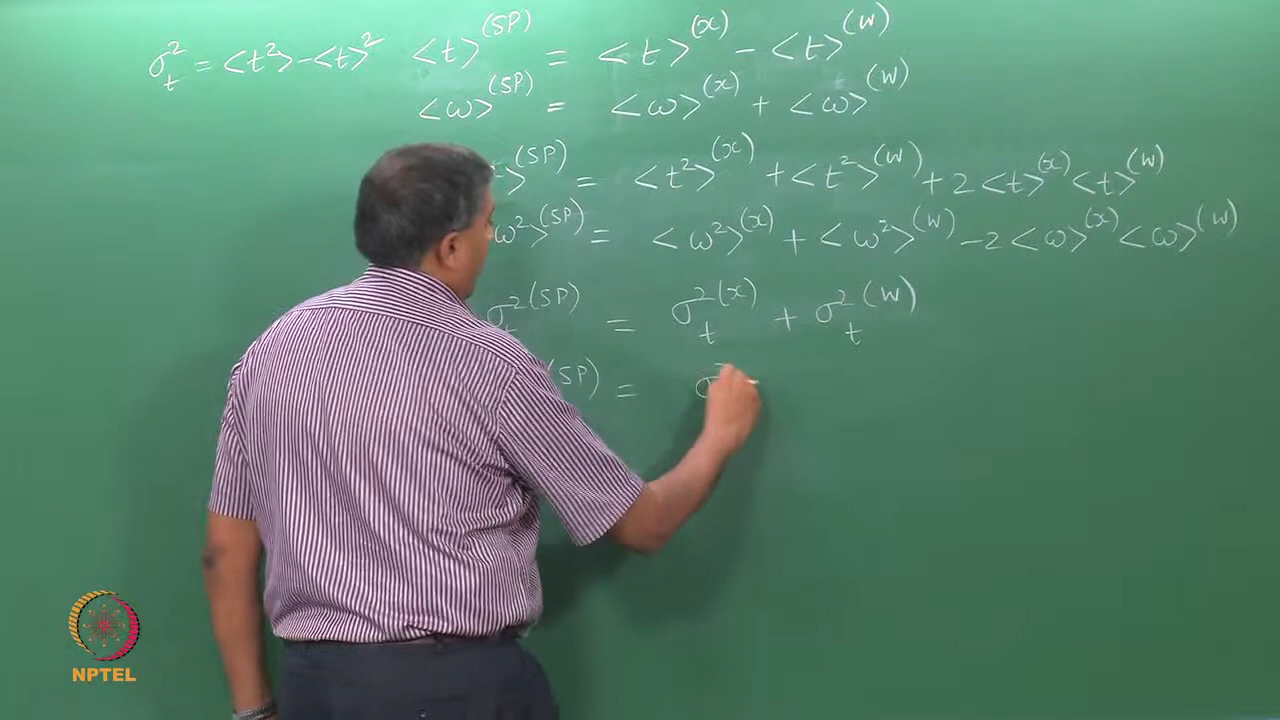 σ_t^2 = <t^2> - <t>^2 <t>^(SP) = <t>^(x) - <t>^(W)
<ω>^(SP) = <ω>^(x) + <ω>^(W)
>^(SP) = <t^2>^(x) + <t^2>^(W) + 2<t>^(x)<t>^(W)
ω^2>^(SP) = <ω^2>^(x) + <ω^2>^(W) - 2<ω>^(x)<ω>^(W)
σ_t^2(SP) = σ_t^2(x) + σ_t^2(W)
(SP) = σ
NPTEL